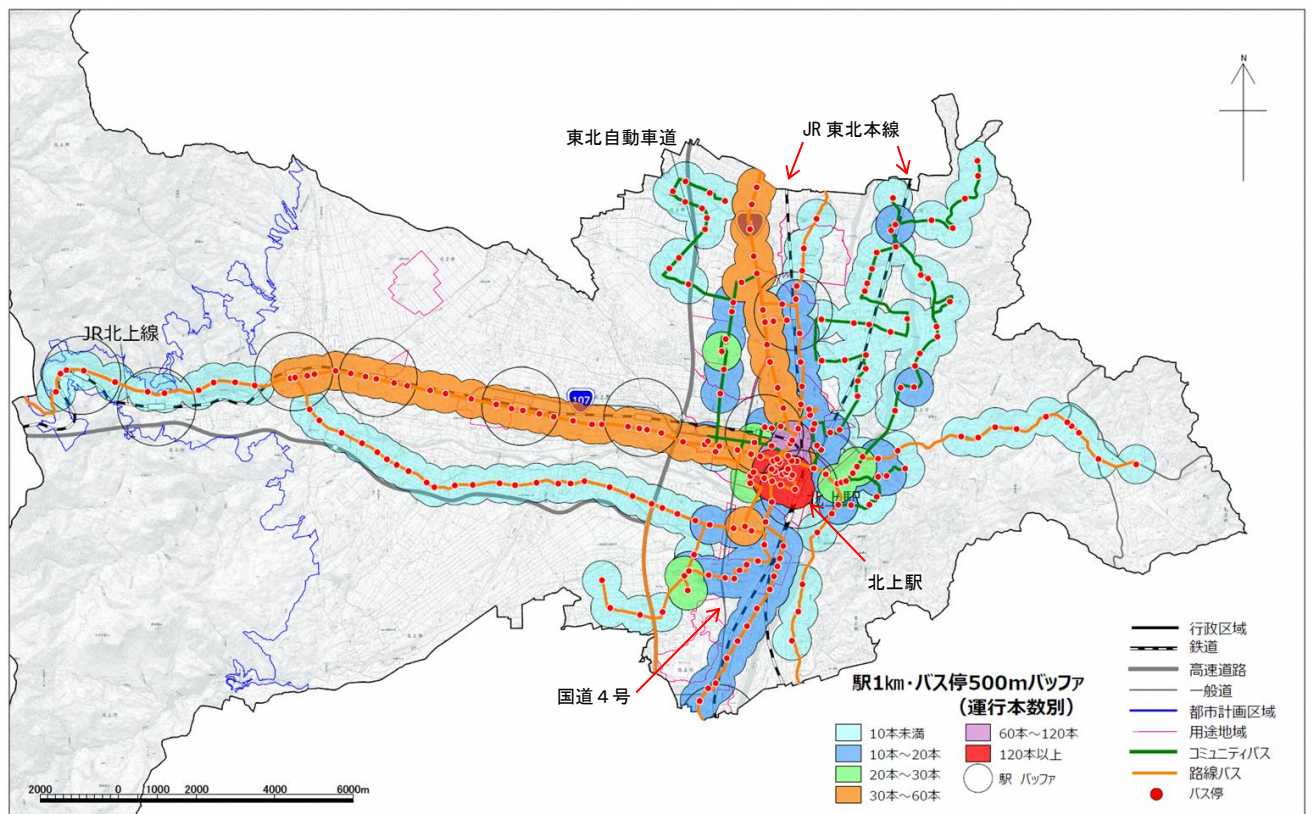 N
東北自動車道
JR 東北本線
JR北上線
107
北上駅
北上駅
国道４号
駅1km・バス停500mバッファ
（運行本数別）
10本未満
10本～20本
20本～30本
30本～60本
60本～120本
120本以上
駅 バッファ
行政区域
鉄道
高速道路
一般道
都市計画区域
用途地域
コミュニティバス
路線バス
バス停
2000 0 1000 2000 4000 6000m